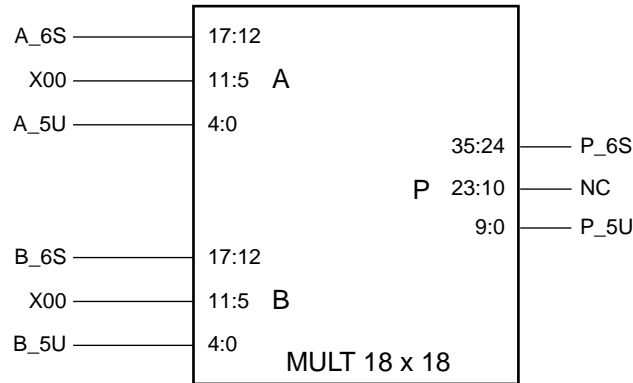 A_6S 17:12
X00 11:5 A
A_5U 4:0
35:24 P_6S
P 23:10 NC
9:0 P_5U
B_6S 17:12
X00 11:5 B
B_5U 4:0
MULT 18 x 18